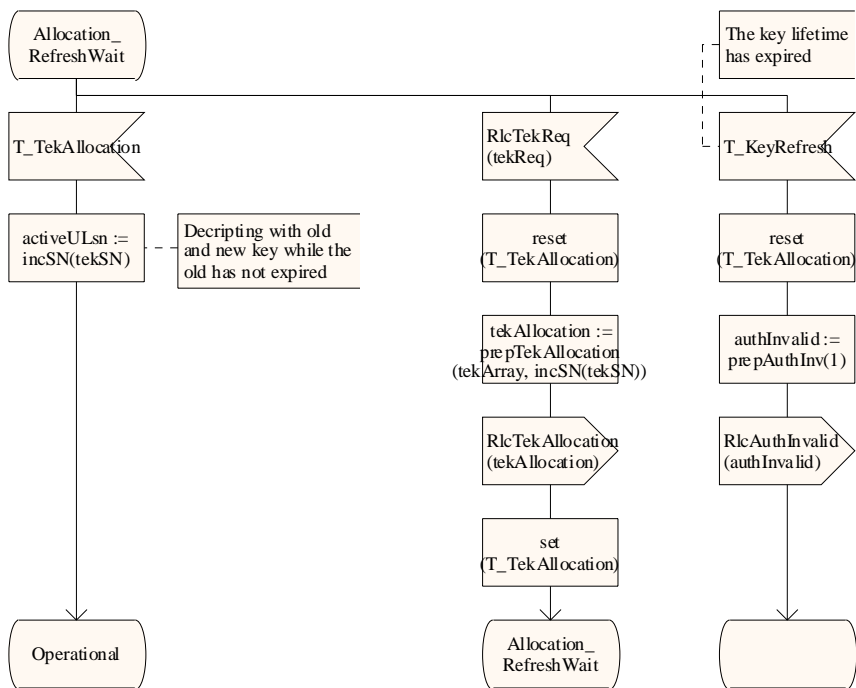 Allocation_
RefreshWait
The key lifetime
has expired
T_TekAllocation
RlcTekReq
(tekReq)
T_KeyRefresh
activeULsn :=
incSN(tekSN)
Decripting with old
and new key while the
old has not expired
reset
(T_TekAllocation)
reset
(T_TekAllocation)
tekAllocation :=
prepTekAllocation
(tekArray, incSN(tekSN))
authInvalid :=
prepAuthInv(1)
RlcTekAllocation
(tekAllocation)
RlcAuthInvalid
(authInvalid)
set
(T_TekAllocation)
Operational
Allocation_
RefreshWait